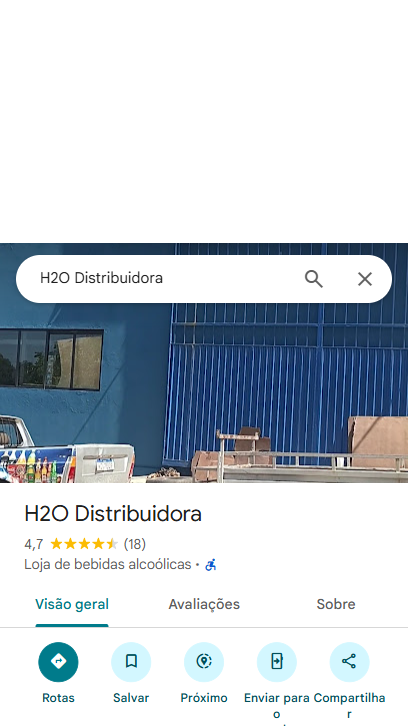 H2O Distribuidora
H2O Distribuidora
4,7 (18)
Loja de bebidas alcoólicas ·
Visão geral Avaliações Sobre
Rotas Salvar Próximo Enviar para Compartilha
o r